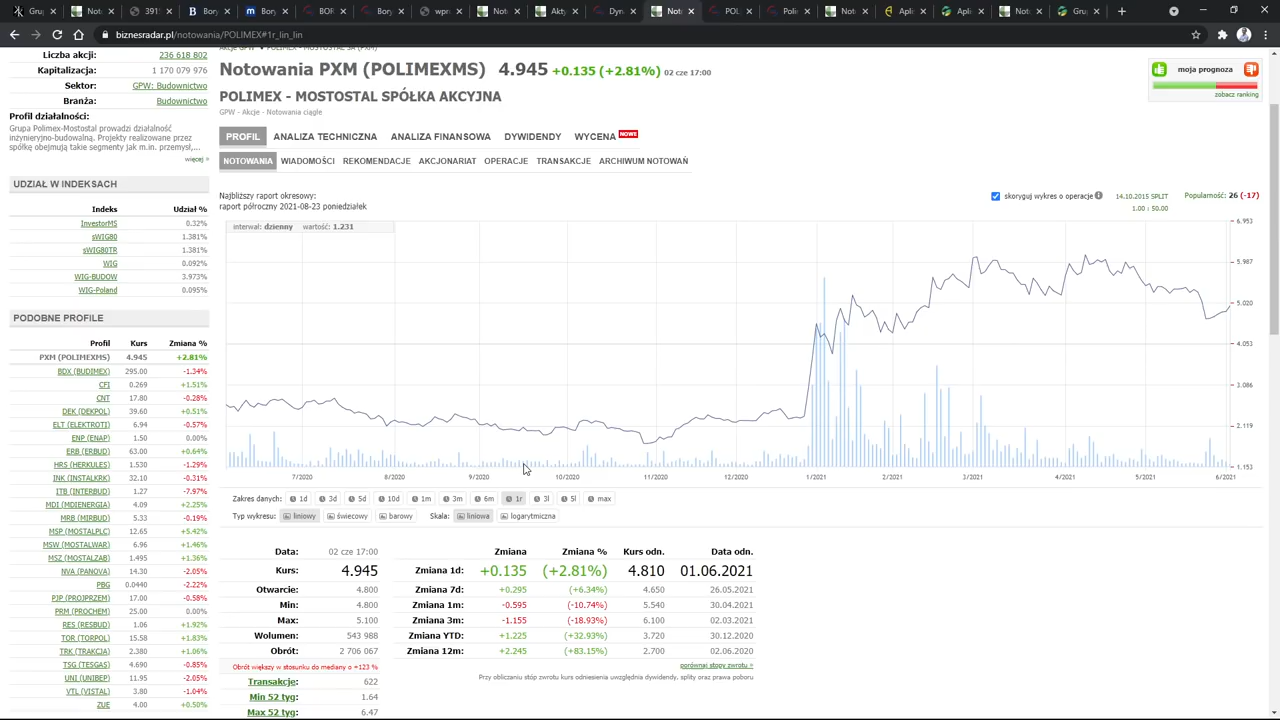 biznesradar.pl/notowania/POLIMEX#1r_lin_lin
Liczba akcji: 236 618 802
Kapitalizacja: 1 170 079 976
Sektor: GPW: Budownictwo
Branża: Budownictwo
Profil działalności:
Grupa Polimex-Mostostal prowadzi działalność
inżynieryjno-budowalną. Projekty realizowane przez
spółkę obejmują takie segmenty jak m.in. przemysł,...
więcej »
UDZIAŁ W INDEKSACH
Indeks Udział %
InvestorMS 0.32%
sWIG80 1.381%
sWIG80TR 1.381%
WIG 0.092%
WIG-BUDOW 3.973%
WIG-Poland 0.095%
PODOBNE PROFILE
Profil Kurs Zmiana %
PXM (POLIMEXMS) 4.945 +2.81%
BDX (BUDIMEX) 295.00 -1.34%
CFI 0.269 +1.51%
CNT 17.80 -0.28%
DEK (DEKPOL) 39.60 +0.51%
ELT (ELEKTROTI) 6.94 -0.57%
ENP (ENAP) 1.50 0.00%
ERB (ERBUD) 63.00 +0.64%
HRS (HERKULES) 1.530 -1.29%
INK (INSTALKRK) 32.10 -0.31%
ITB (INTERBUD) 1.27 -7.97%
MDI (MDIENERGIA) 4.09 +2.25%
MRB (MIRBUD) 5.33 -0.19%
MSP (MOSTALPLC) 12.65 +5.42%
MSW (MOSTALWAR) 6.96 +1.46%
MSZ (MOSTALZAB) 1.495 +1.36%
NVA (PANOVA) 14.30 -2.05%
PBG 0.0440 -2.22%
PJP (PROJPRZEM) 17.00 -0.58%
PRM (PROCHEM) 25.00 0.00%
RES (RESBUD) 1.06 +1.92%
TOR (TORPOL) 15.58 +1.83%
TRK (TRAKCJA) 2.380 +1.06%
TSG (TESGAS) 4.690 -0.85%
UNI (UNIBEP) 11.95 -2.05%
VTL (VISTAL) 3.80 -1.04%
ZUE 4.00 +0.50%
Akcje GPW • POLIMEX - MOSTOSTAL SA (PXM)
Notowania PXM (POLIMEXMS) 4.945 +0.135 (+2.81%) 02 cze 17:00
POLIMEX - MOSTOSTAL SPÓŁKA AKCYJNA
GPW - Akcje - Notowania ciągłe
moja prognoza
zobacz ranking
PROFIL ANALIZA TECHNICZNA ANALIZA FINANSOWA DYWIDENDY WYCENA NOWE
NOTOWANIA WIADOMOŚCI REKOMENDACJE AKCJONARIAT OPERACJE TRANSAKCJE ARCHIWUM NOTOWAŃ
Najbliższy raport okresowy:
raport półroczny 2021-08-23 poniedziałek
skoryguj wykres o operacje 14.10.2015 SPLIT Popularność: 26 (-17)
1.00 : 50.00
interwał: dzienny wartość: 1.231
6.953
5.987
5.020
4.053
3.086
2.119
1.153
7/2020 8/2020 9/2020 10/2020 11/2020 12/2020 1/2021 2/2021 3/2021 4/2021 5/2021 6/2021
Zakres danych: 1d 3d 5d 10d 1m 3m 6m 1r 3l 5l max
Typ wykresu: liniowy świecowy barowy Skala: liniowa logarytmiczna
Data: 02 cze 17:00
Kurs: 4.945
Otwarcie: 4.800
Min: 4.800
Max: 5.100
Wolumen: 543 988
Obrót: 2 706 067
Obrót większy w stosunku do mediany o +123 %
Transakcje: 622
Min 52 tyg: 1.64
Max 52 tyg: 6.47
Zmiana Zmiana % Kurs odn. Data odn.
Zmiana 1d: +0.135 (+2.81%) 4.810 01.06.2021
Zmiana 7d: +0.295 (+6.34%) 4.650 26.05.2021
Zmiana 1m: -0.595 (-10.74%) 5.540 30.04.2021
Zmiana 3m: -1.155 (-18.93%) 6.100 02.03.2021
Zmiana YTD: +1.225 (+32.93%) 3.720 30.12.2020
Zmiana 12m: +2.245 (+83.15%) 2.700 02.06.2020
porównaj stopy zwrotu »
Przy obliczaniu stóp zwrotu kurs odniesienia uwzględnia dywidendy, splity oraz prawa poboru